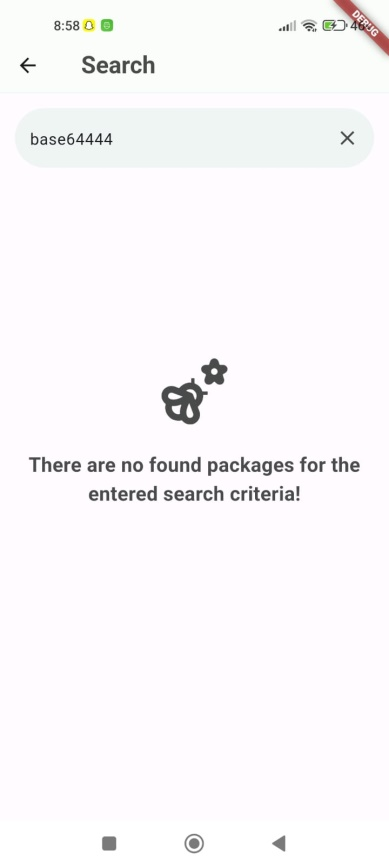 8:58
DEBUG
Search
base64444
There are no found packages for the
entered search criteria!